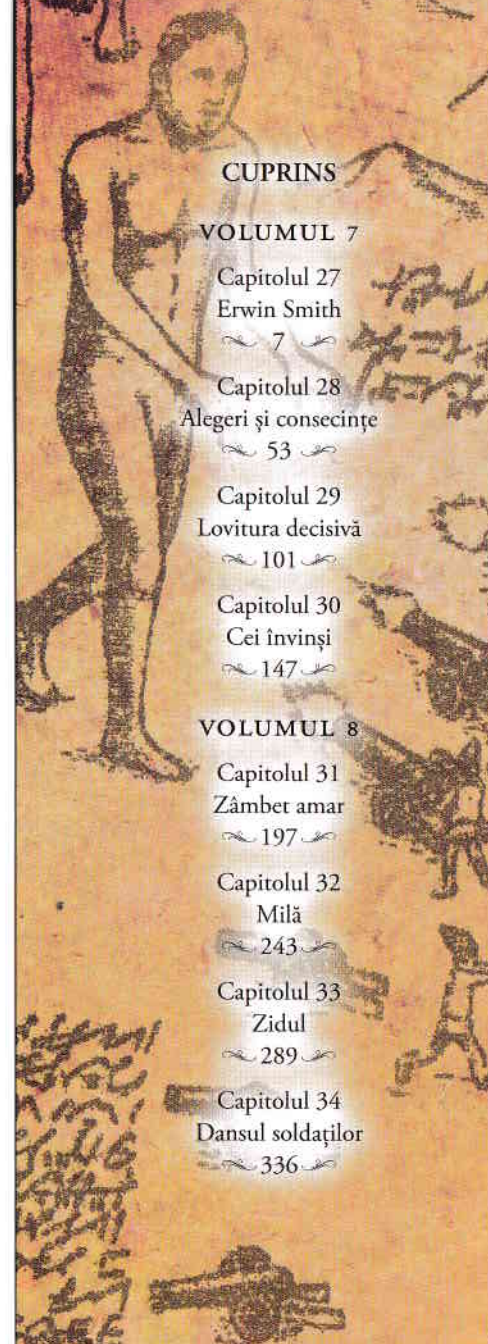 CUPRINS
VOLUMUL 7
Capitolul 27
Erwin Smith
7
Capitolul 28
Alegeri și consecințe
53
Capitolul 29
Lovitura decisivă
101
Capitolul 30
Cei învinși
147
VOLUMUL 8
Capitolul 31
Zâmbet amar
197
Capitolul 32
Milă
243
Capitolul 33
Zidul
289
Capitolul 34
Dansul soldaților
336